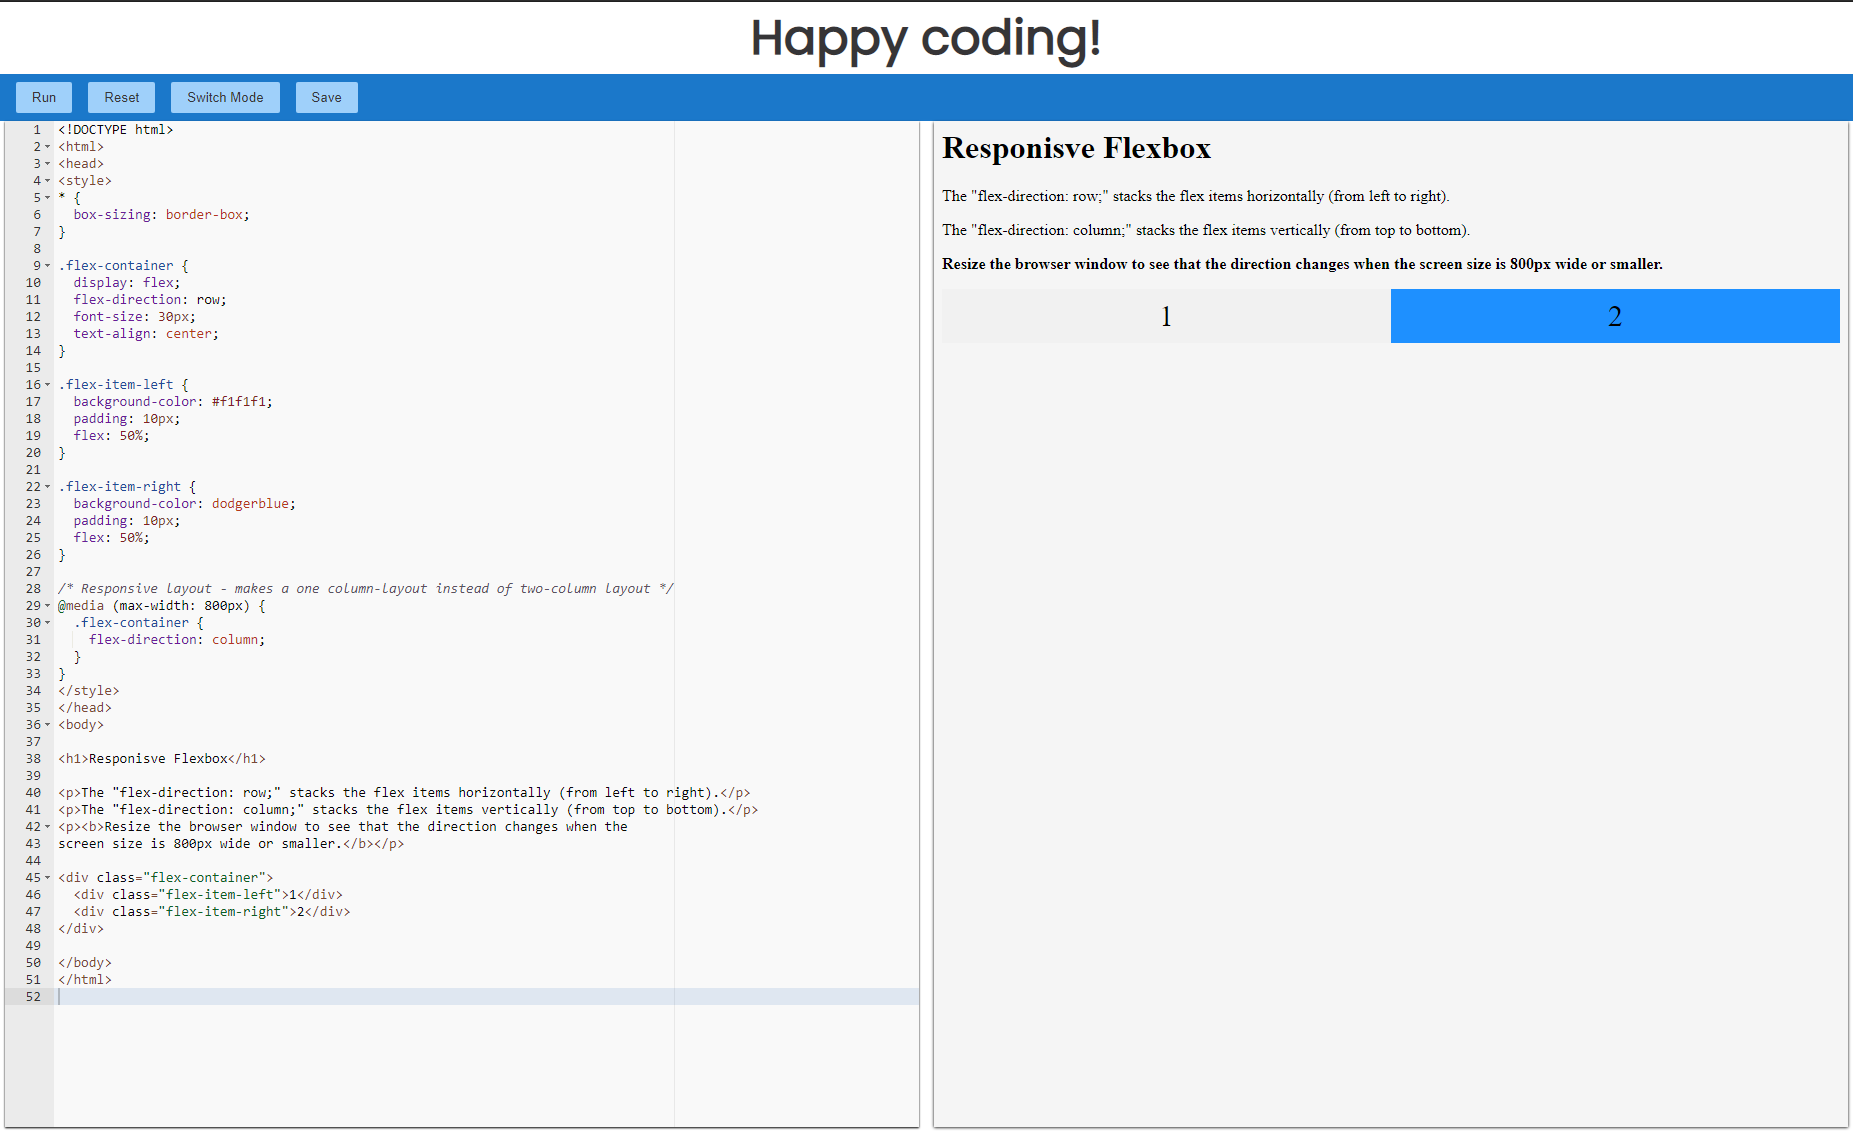 Happy coding!
Run
Reset
Switch Mode
Save
1 <!DOCTYPE html>
2 <html>
3 <head>
4 <style>
5 * {
6   box-sizing: border-box;
7 }
8
9 .flex-container {
10   display: flex;
11   flex-direction: row;
12   font-size: 30px;
13   text-align: center;
14 }
15
16 .flex-item-left {
17   background-color: #f1f1f1;
18   padding: 10px;
19   flex: 50%;
20 }
21
22 .flex-item-right {
23   background-color: dodgerblue;
24   padding: 10px;
25   flex: 50%;
26 }
27
28 /* Responsive layout - makes a one column-layout instead of two-column layout */
29 @media (max-width: 800px) {
30   .flex-container {
31     flex-direction: column;
32   }
33 }
34 </style>
35 </head>
36 <body>
37
38 <h1>Responisve Flexbox</h1>
39
40 <p>The "flex-direction: row;" stacks the flex items horizontally (from left to right).</p>
41 <p>The "flex-direction: column;" stacks the flex items vertically (from top to bottom).</p>
42 <p><b>Resize the browser window to see that the direction changes when the
43 screen size is 800px wide or smaller.</b></p>
44
45 <div class="flex-container">
46   <div class="flex-item-left">1</div>
47   <div class="flex-item-right">2</div>
48 </div>
49
50 </body>
51 </html>
52
Responisve Flexbox
The "flex-direction: row;" stacks the flex items horizontally (from left to right).
The "flex-direction: column;" stacks the flex items vertically (from top to bottom).
Resize the browser window to see that the direction changes when the screen size is 800px wide or smaller.
1
2